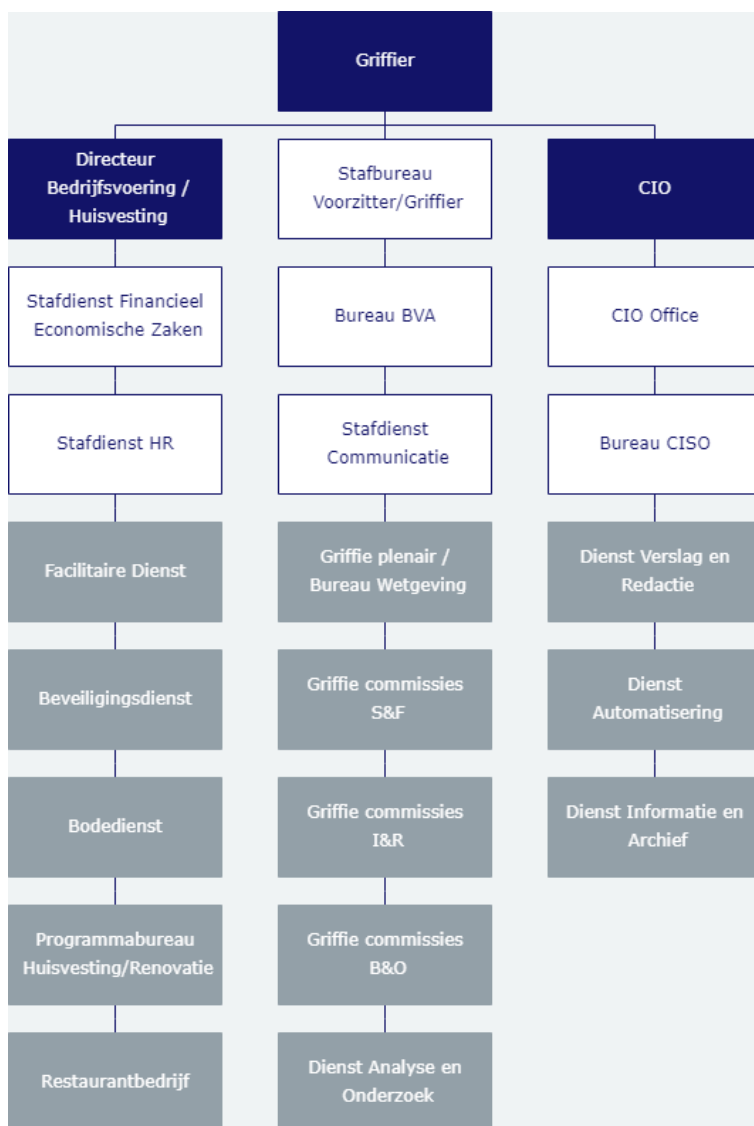 Griffier
Directeur
Bedrijfsvoering /
Huisvesting
Stafbureau
Voorzitter/Griffier
CIO
Stafdienst Financieel
Economische Zaken
Bureau BVA
CIO Office
Stafdienst HR
Stafdienst
Communicatie
Bureau CISO
Facilitaire Dienst
Griffie plenair /
Bureau Wetgeving
Dienst Verslag en
Redactie
Beveiligingsdienst
Griffie commissies
S&F
Dienst
Automatisering
Bodedienst
Griffie commissies
I&R
Dienst Informatie en
Archief
Programmabureau
Huisvesting/Renovatie
Griffie commissies
B&O
Restaurantbedrijf
Dienst Analyse en
Onderzoek